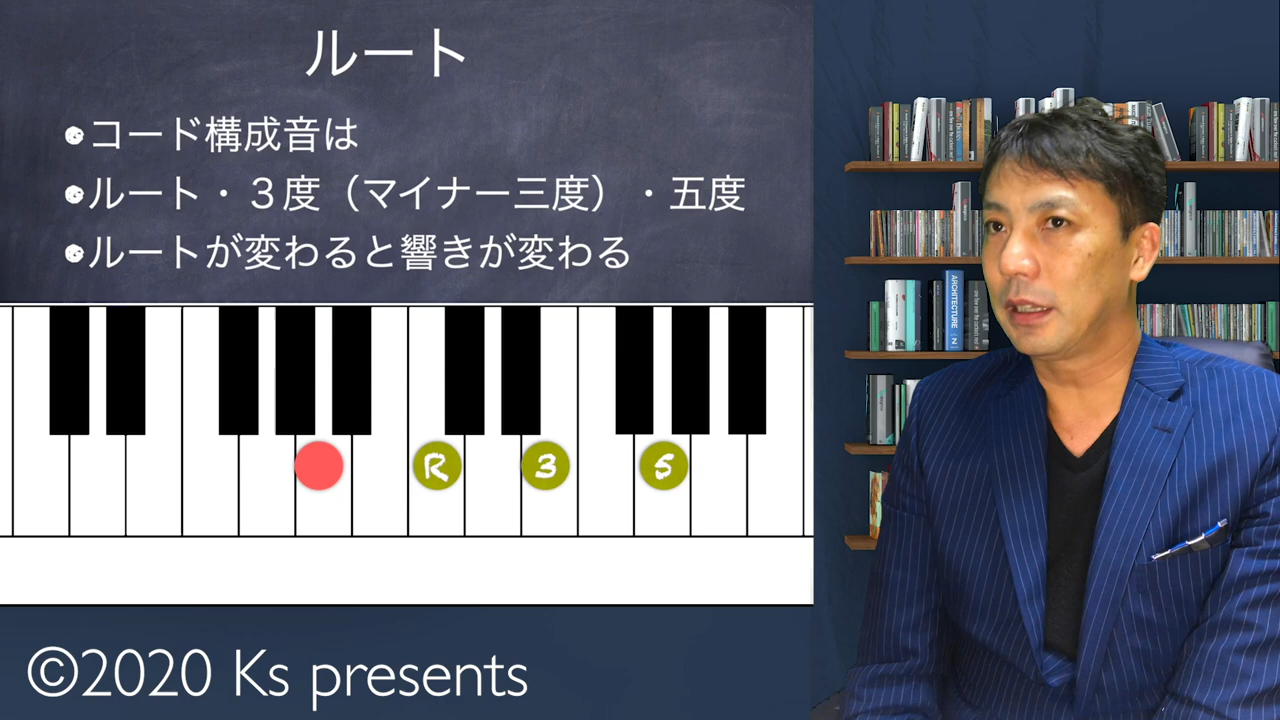 ルート
コード構成音は
ルート・３度（マイナー三度）・五度
ルートが変わると響きが変わる
R
3
5
ARCHITECTURE
©2020 Ks presents